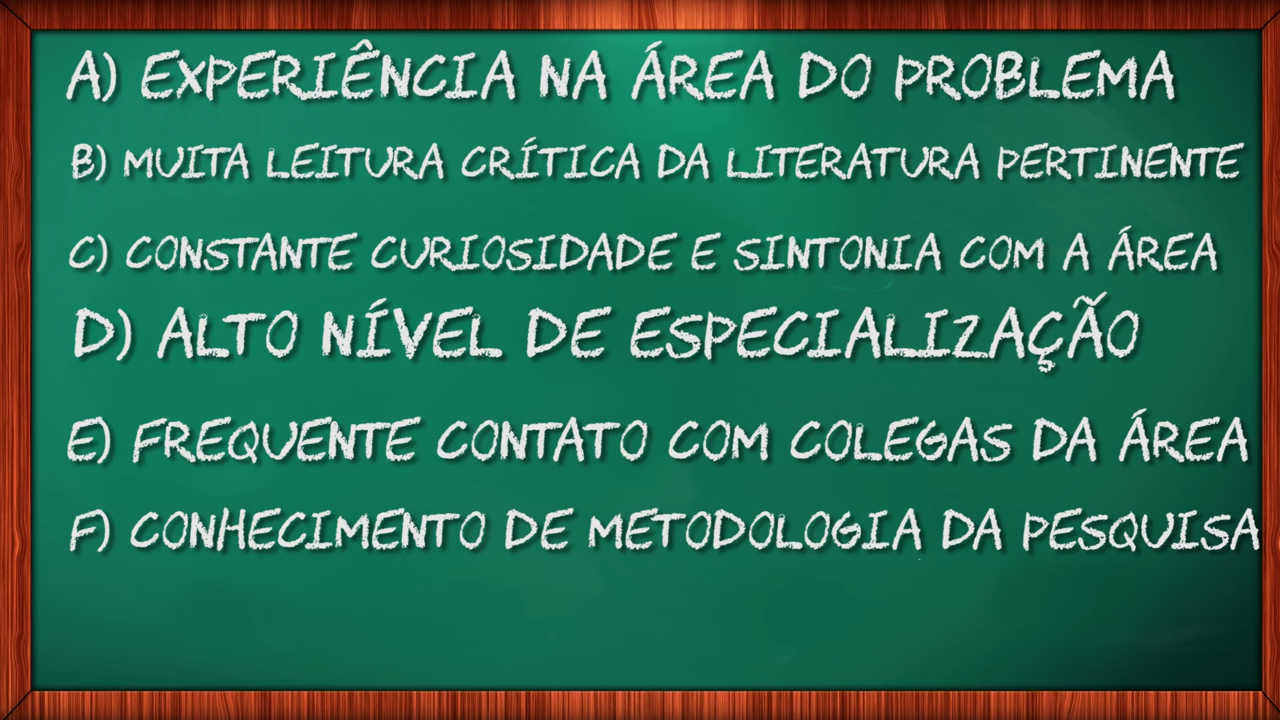 A) EXPERIÊNCIA NA ÁREA DO PROBLEMA
B) MUITA LEITURA CRÍTICA DA LITERATURA PERTINENTE
C) CONSTANTE CURIOSIDADE E SINTONIA COM A ÁREA
D) ALTO NÍVEL DE ESPECIALIZAÇÃO
E) FREQUENTE CONTATO COM COLEGAS DA ÁREA
F) CONHECIMENTO DE METODOLOGIA DA PESQUISA